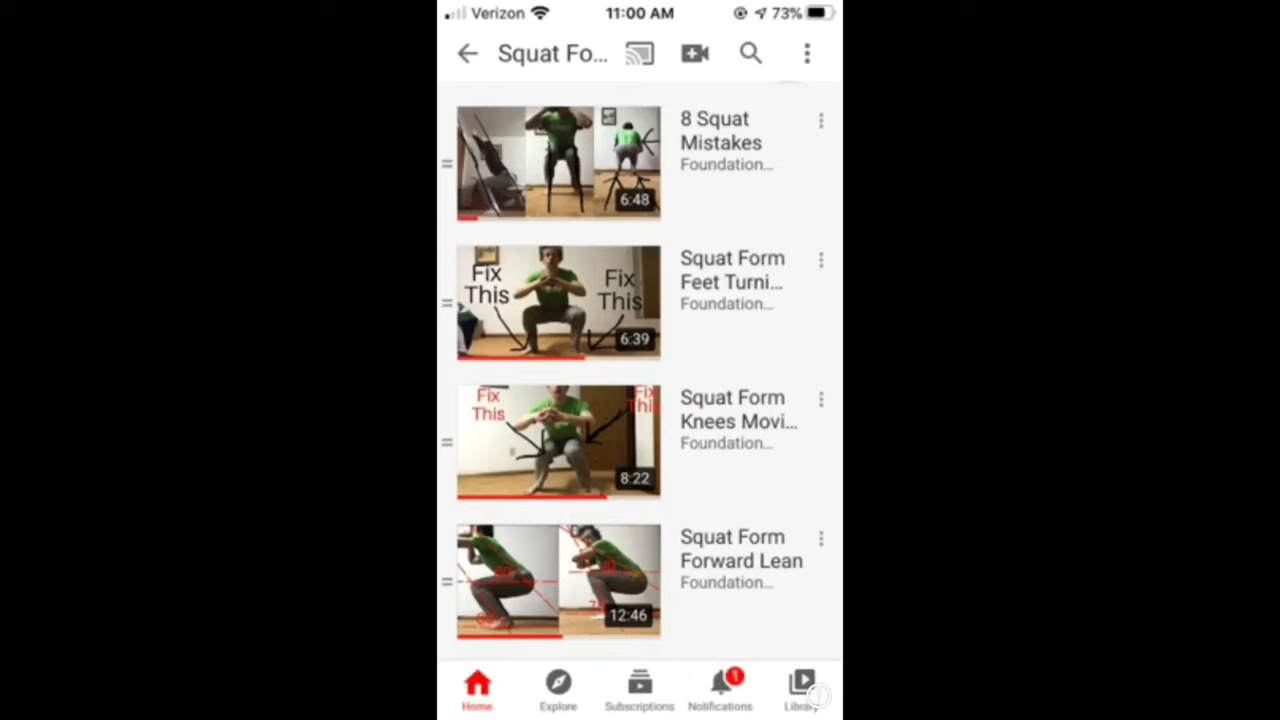 Verizon 11:00 AM 73%
Squat Fo...
8 Squat
Mistakes
Foundation...
6:48
Fix
This
Fix
This
6:39
Squat Form
Feet Turni...
Foundation...
Fix
This
Fix
8:22
Squat Form
Knees Movi...
Foundation...
12:46
Squat Form
Forward Lean
Foundation...
1
Home Explore Subscriptions Notifications Library